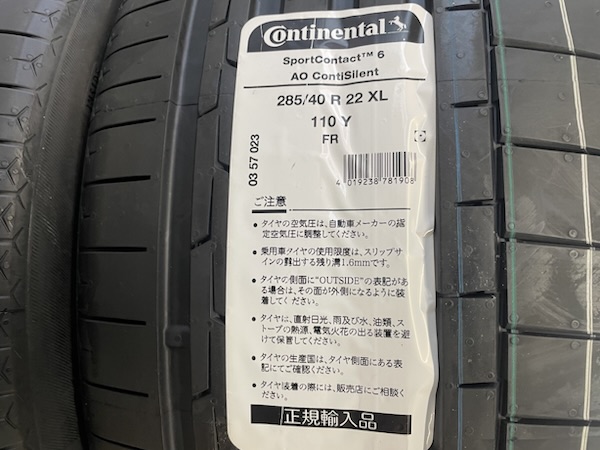 Continental
SportContact™ 6
AO ContiSilent
285/40 R 22 XL
110 Y
FR
03 57 023
4 019238 781908
ご注意
● タイヤの空気圧は、自動車メーカーの指
定空気圧に調整してください。
● 乗用車タイヤの使用限度は、スリップサ
インの露出する残り溝1.6mmです。
● タイヤの側面に"OUTSIDE"の表記があ
る場合は、その面が外側になるように装
着してください。
● タイヤは、直射日光、雨及び水、油類、ス
トーブの熱源、電気火花の出る装置を避
けて保管してください。
● タイヤの生産国は、タイヤ側面にある表
記にてご確認ください。
● タイヤ装着の際には、販売店にご相談く
ださい。
正規輸入品